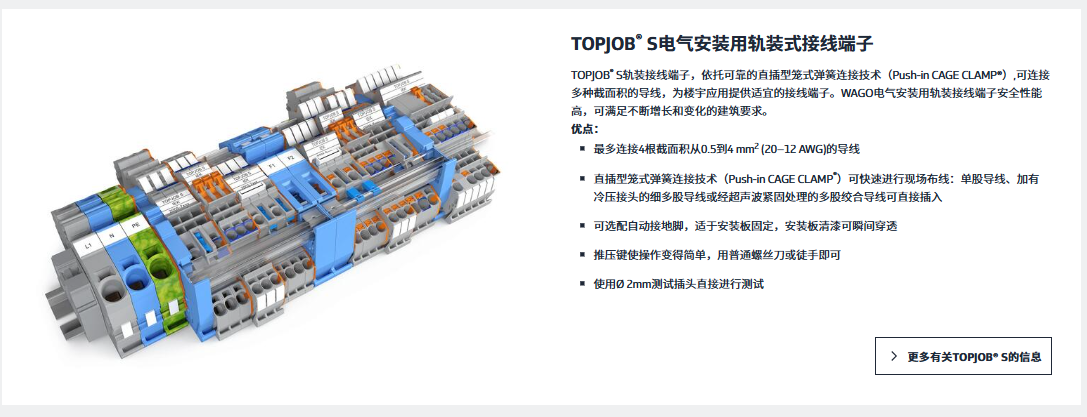 TOPJOB® S电气安装用轨装式接线端子
TOPJOB® S轨装接线端子，依托可靠的直插型笼式弹簧连接技术（Push-in CAGE CLAMP®）,可连接
多种截面积的导线，为楼宇应用提供适宜的接线端子。WAGO电气安装用轨装接线端子安全性能
高，可满足不断增长和变化的建筑要求。
优点：
最多连接4根截面积从0.5到4 mm² (20–12 AWG)的导线
直插型笼式弹簧连接技术（Push-in CAGE CLAMP®）可快速进行现场布线：单股导线、加有
冷压接头的细多股导线或经超声波紧固处理的多股绞合导线可直接插入
可选配自动接地脚，适于安装板固定，安装板清漆可瞬间穿透
推压键使操作变得简单，用普通螺丝刀或徒手即可
使用Ø 2mm测试插头直接进行测试
更多有关TOPJOB® S的信息
L1
N
PE
TOPJOB S
TOPJOB S
F1
F2